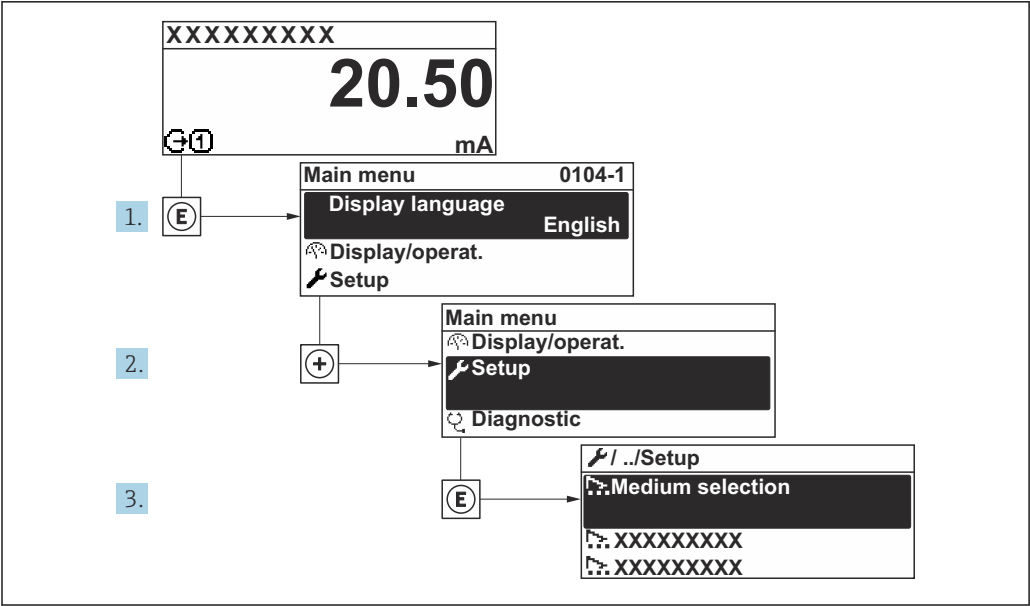 XXXXXXXXX
20.50
1 mA
Main menu 0104-1
1. E Display language
English
Display/operat.
Setup
Main menu
2. + Display/operat.
Setup
Diagnostic
/ ../Setup
3. E Medium selection
XXXXXXXXX
XXXXXXXXX